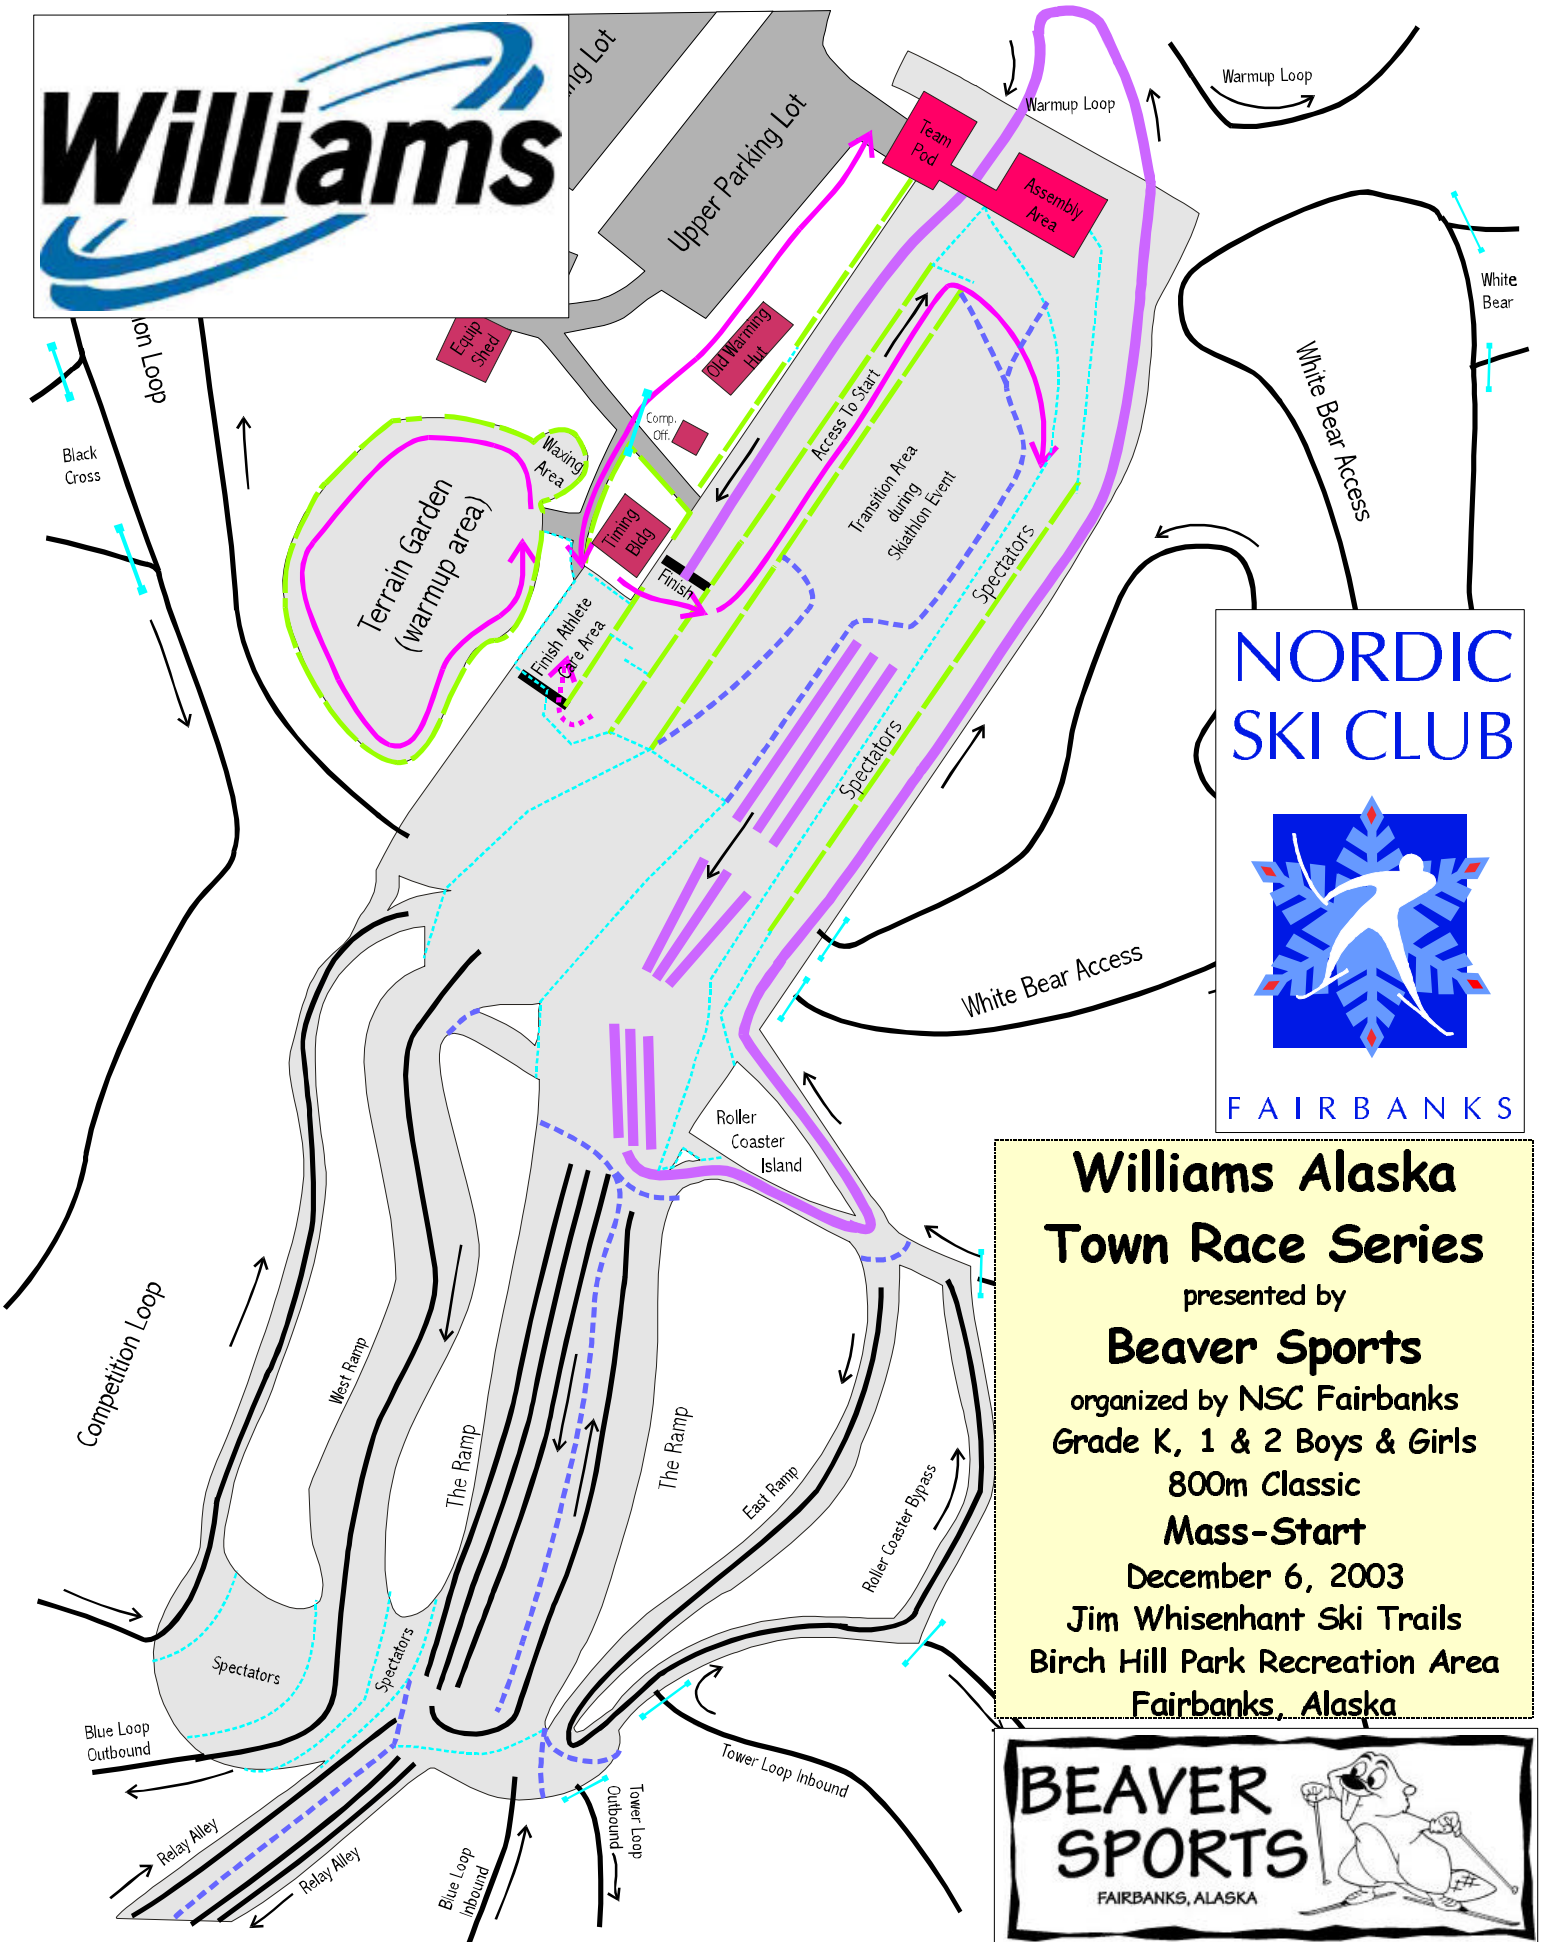 Williams
ng Lot
Upper Parking Lot
Team
Pod
Assembly
Area
Warmup Loop
Warmup Loop
White
Bear
White Bear Access
Equip
Shed
Old Warming
Hut
Comp.
Off.
Access To Start
ion Loop
Black
Cross
Waxing
Area
Terrain Garden
(warmup area)
Timing
Bldg
Finish
Finish Athlete
Care Area
Transition Area
during
Skiathlon Event
Spectators
Spectators
NORDIC
SKI CLUB
FAIRBANKS
White Bear Access
Roller
Coaster
Island
Competition Loop
West Ramp
The Ramp
The Ramp
East Ramp
Roller Coaster Bypass
Spectators
Spectators
Blue Loop
Outbound
Relay Alley
Relay Alley
Blue Loop
Inbound
Tower Loop
Outbound
Tower Loop Inbound
Williams Alaska
Town Race Series
presented by
Beaver Sports
organized by NSC Fairbanks
Grade K, 1 & 2 Boys & Girls
800m Classic
Mass-Start
December 6, 2003
Jim Whisenhant Ski Trails
Birch Hill Park Recreation Area
Fairbanks, Alaska
BEAVER
SPORTS
FAIRBANKS, ALASKA